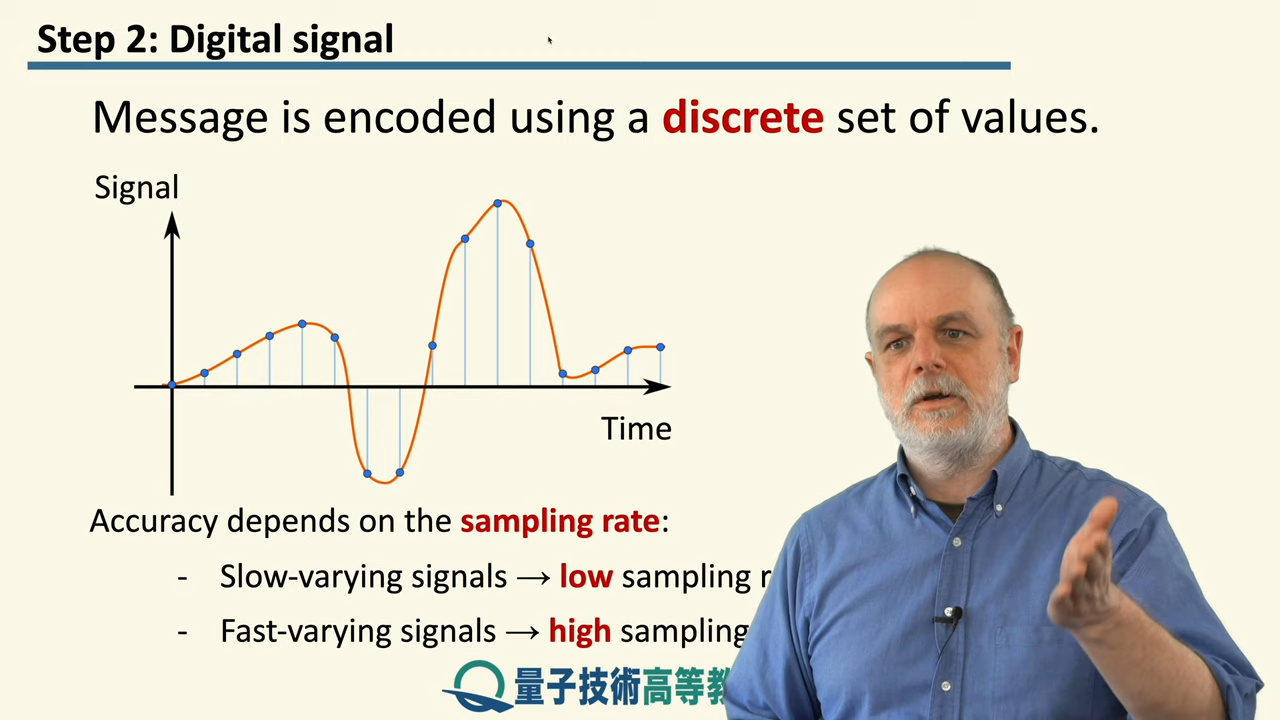 Step 2: Digital signal
Message is encoded using a discrete set of values.
Signal
Time
Accuracy depends on the sampling rate:
- Slow-varying signals → low sampling
- Fast-varying signals → high sampling
量子技術高等教